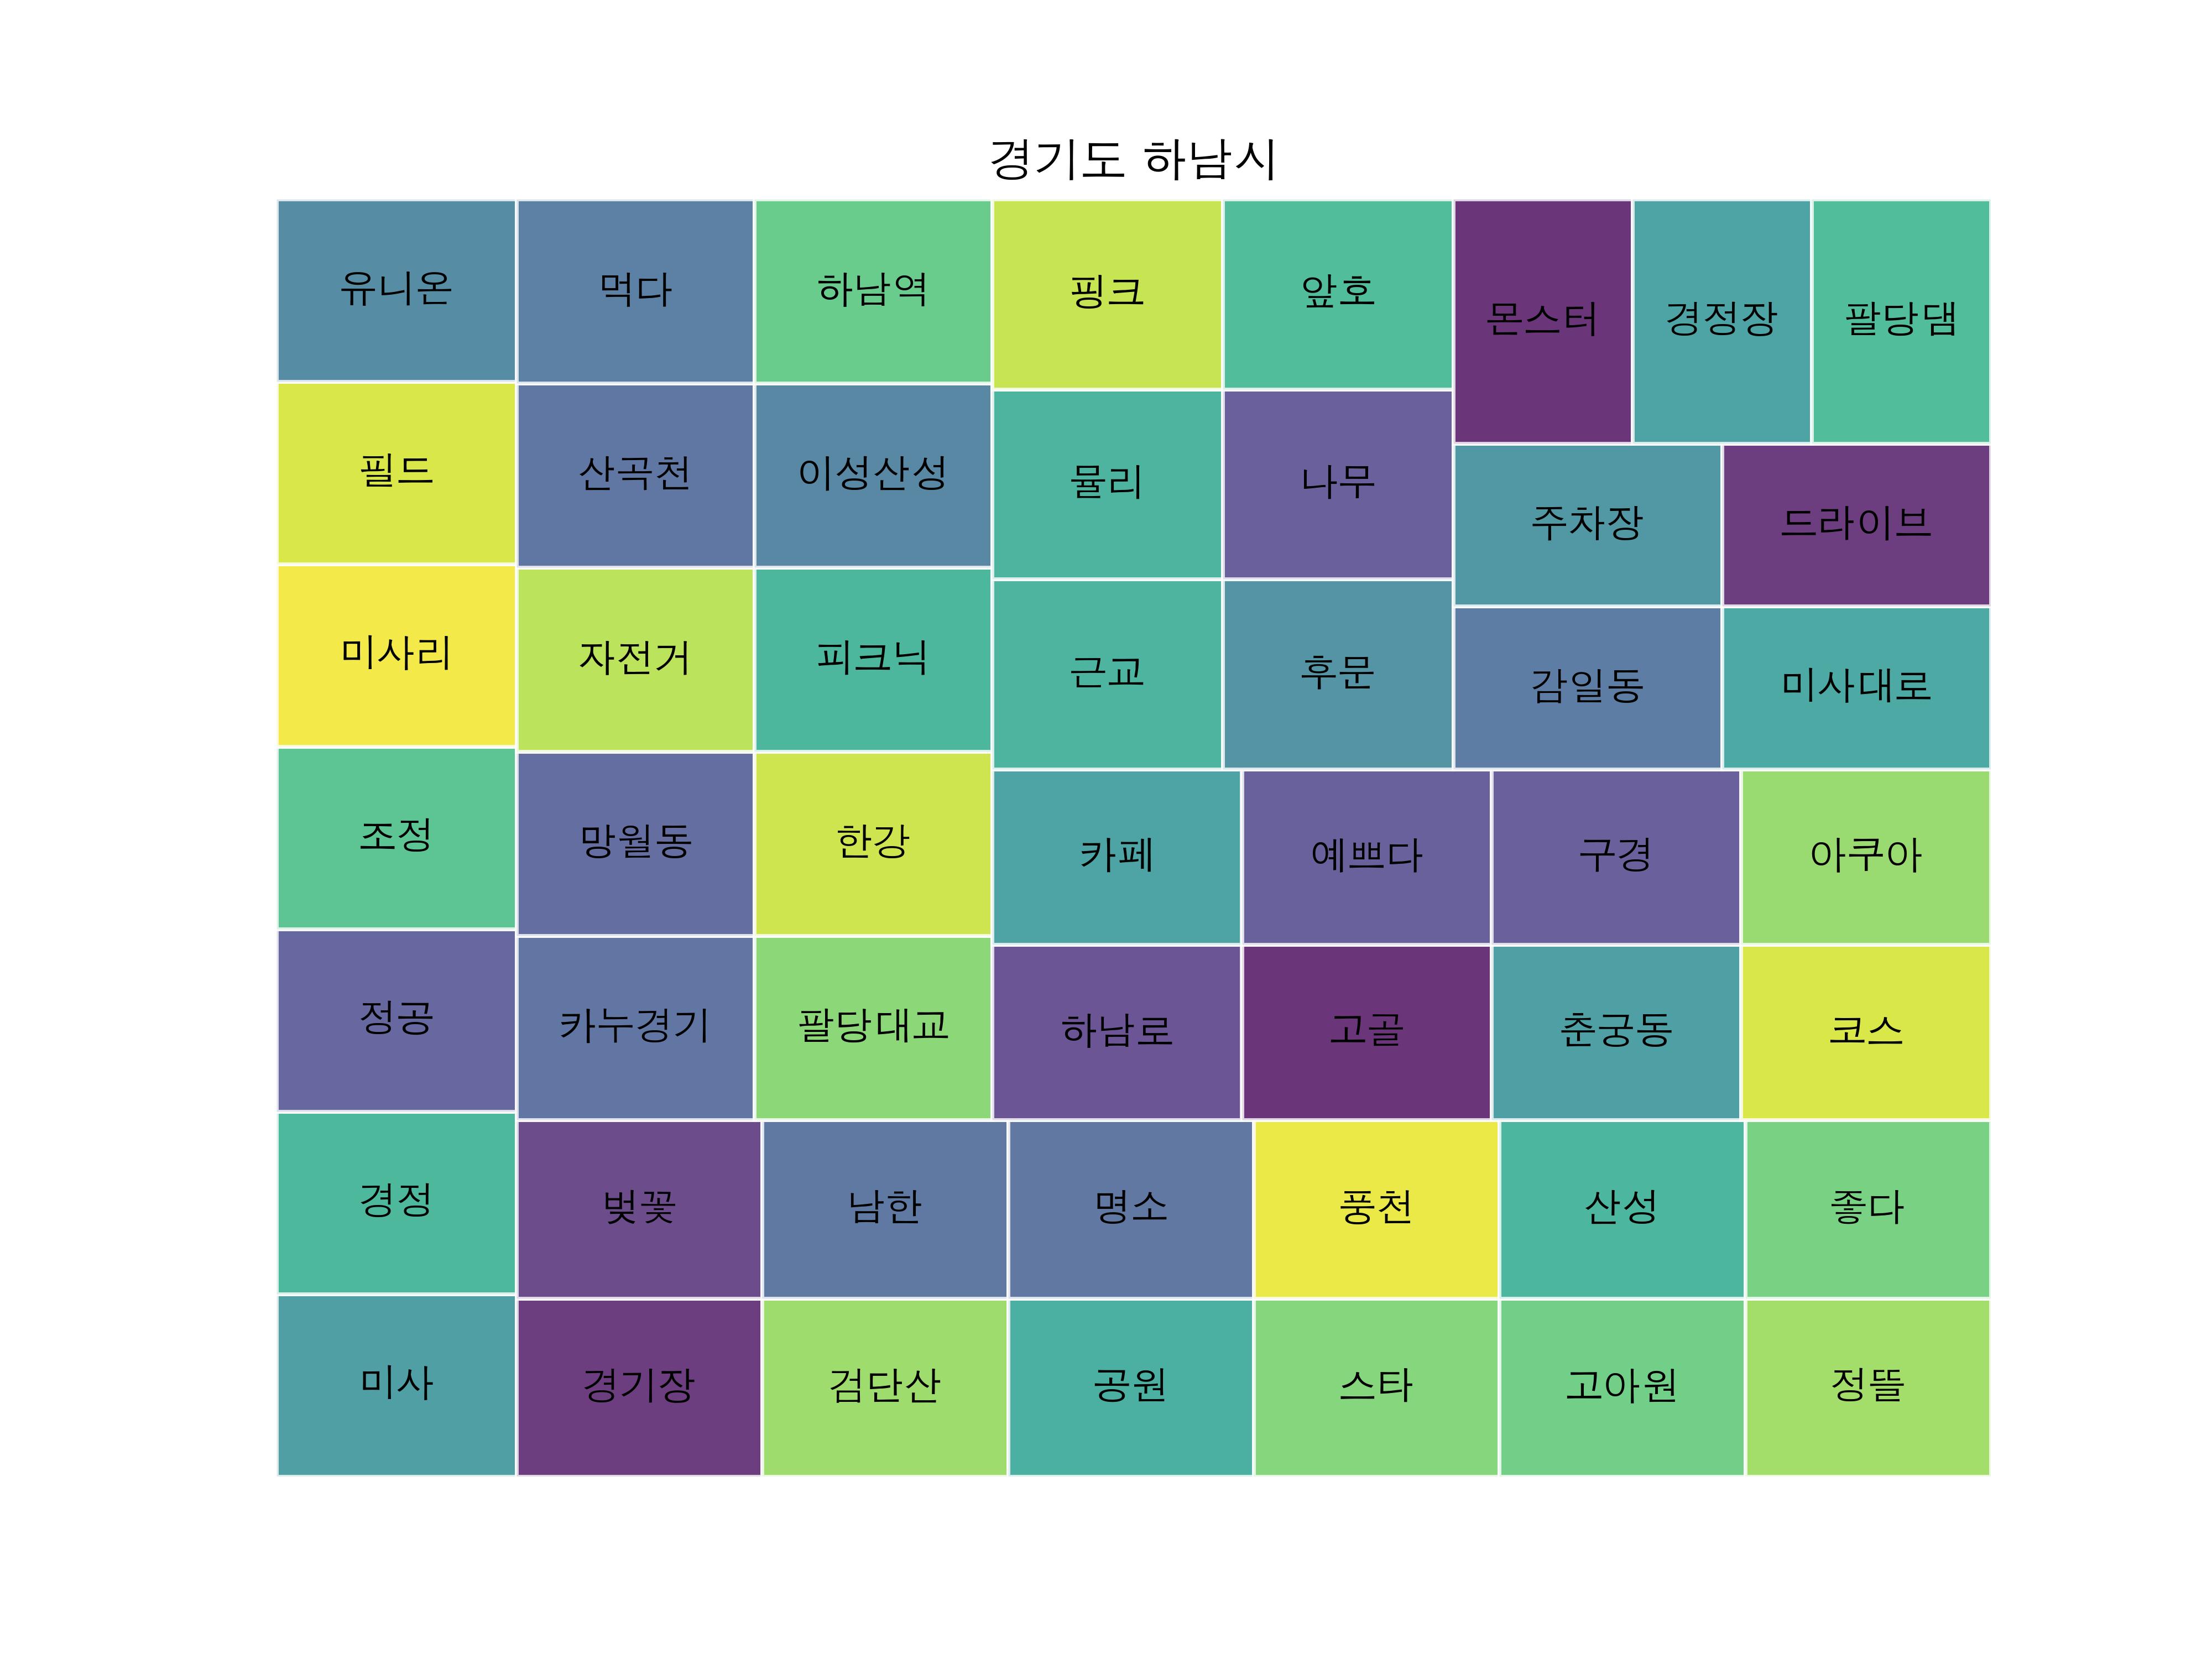 경기도 하남시
유니온 먹다 하남역 핑크 앞호 몬스터 경정장 팔당댐
필드 산곡천 이성산성 뮬리 나무 주차장 드라이브
미사리 자전거 피크닉 근교 후문 감일동 미사대로
조정 망월동 한강 카페 예쁘다 구경 아쿠아
정공 카누경기 팔당대교 하남로 고골 춘궁동 코스
경정 벚꽃 남한 명소 풍천 산성 좋다
미사 경기장 검단산 공원 스타 고아원 정뜰